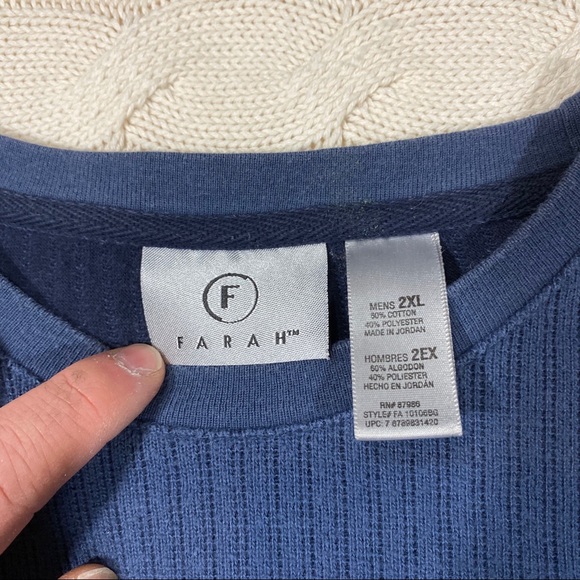 F
FARAH™
MENS 2XL
60% COTTON
40% POLYESTER
MADE IN JORDAN
HOMBRES 2EX
60% ALGODON
40% POLIESTER
HECHO EN JORDÁN
RN# 87986
STYLE# FA 10106BG
UPC: 7 8789831420